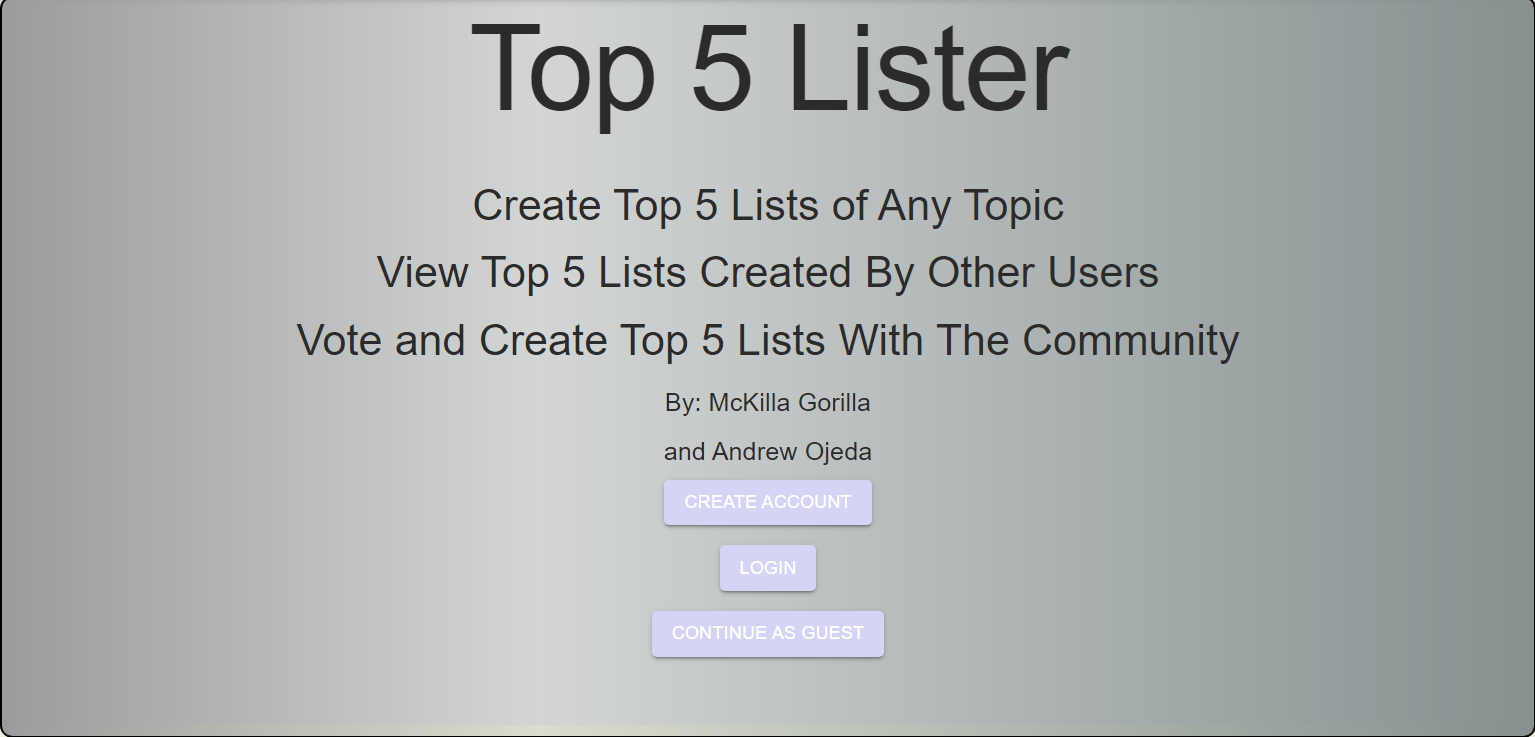 Top 5 Lister
Create Top 5 Lists of Any Topic
View Top 5 Lists Created By Other Users
Vote and Create Top 5 Lists With The Community
By: McKilla Gorilla
and Andrew Ojeda
CREATE ACCOUNT
LOGIN
CONTINUE AS GUEST